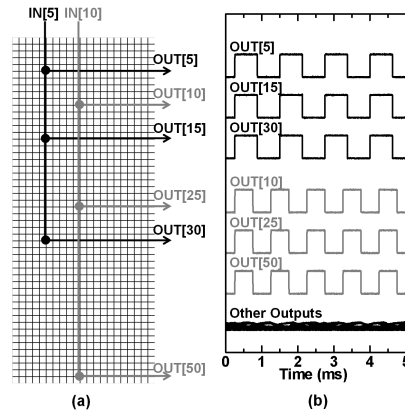 IN[5] IN[10]
OUT[5]
OUT[10]
OUT[15]
OUT[25]
OUT[30]
OUT[50]
(a)
OUT[5]
OUT[15]
OUT[30]
OUT[10]
OUT[25]
OUT[50]
Other Outputs
0 1 2 3 4 5
Time (ms)
(b)